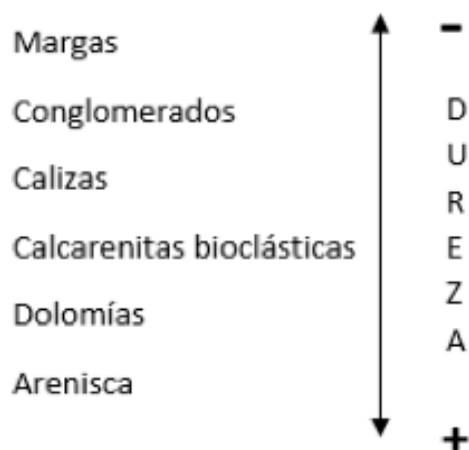 Margas
Conglomerados
Calizas
Calcarenitas bioclásticas
Dolomías
Arenisca
-
D
U
R
E
Z
A
+